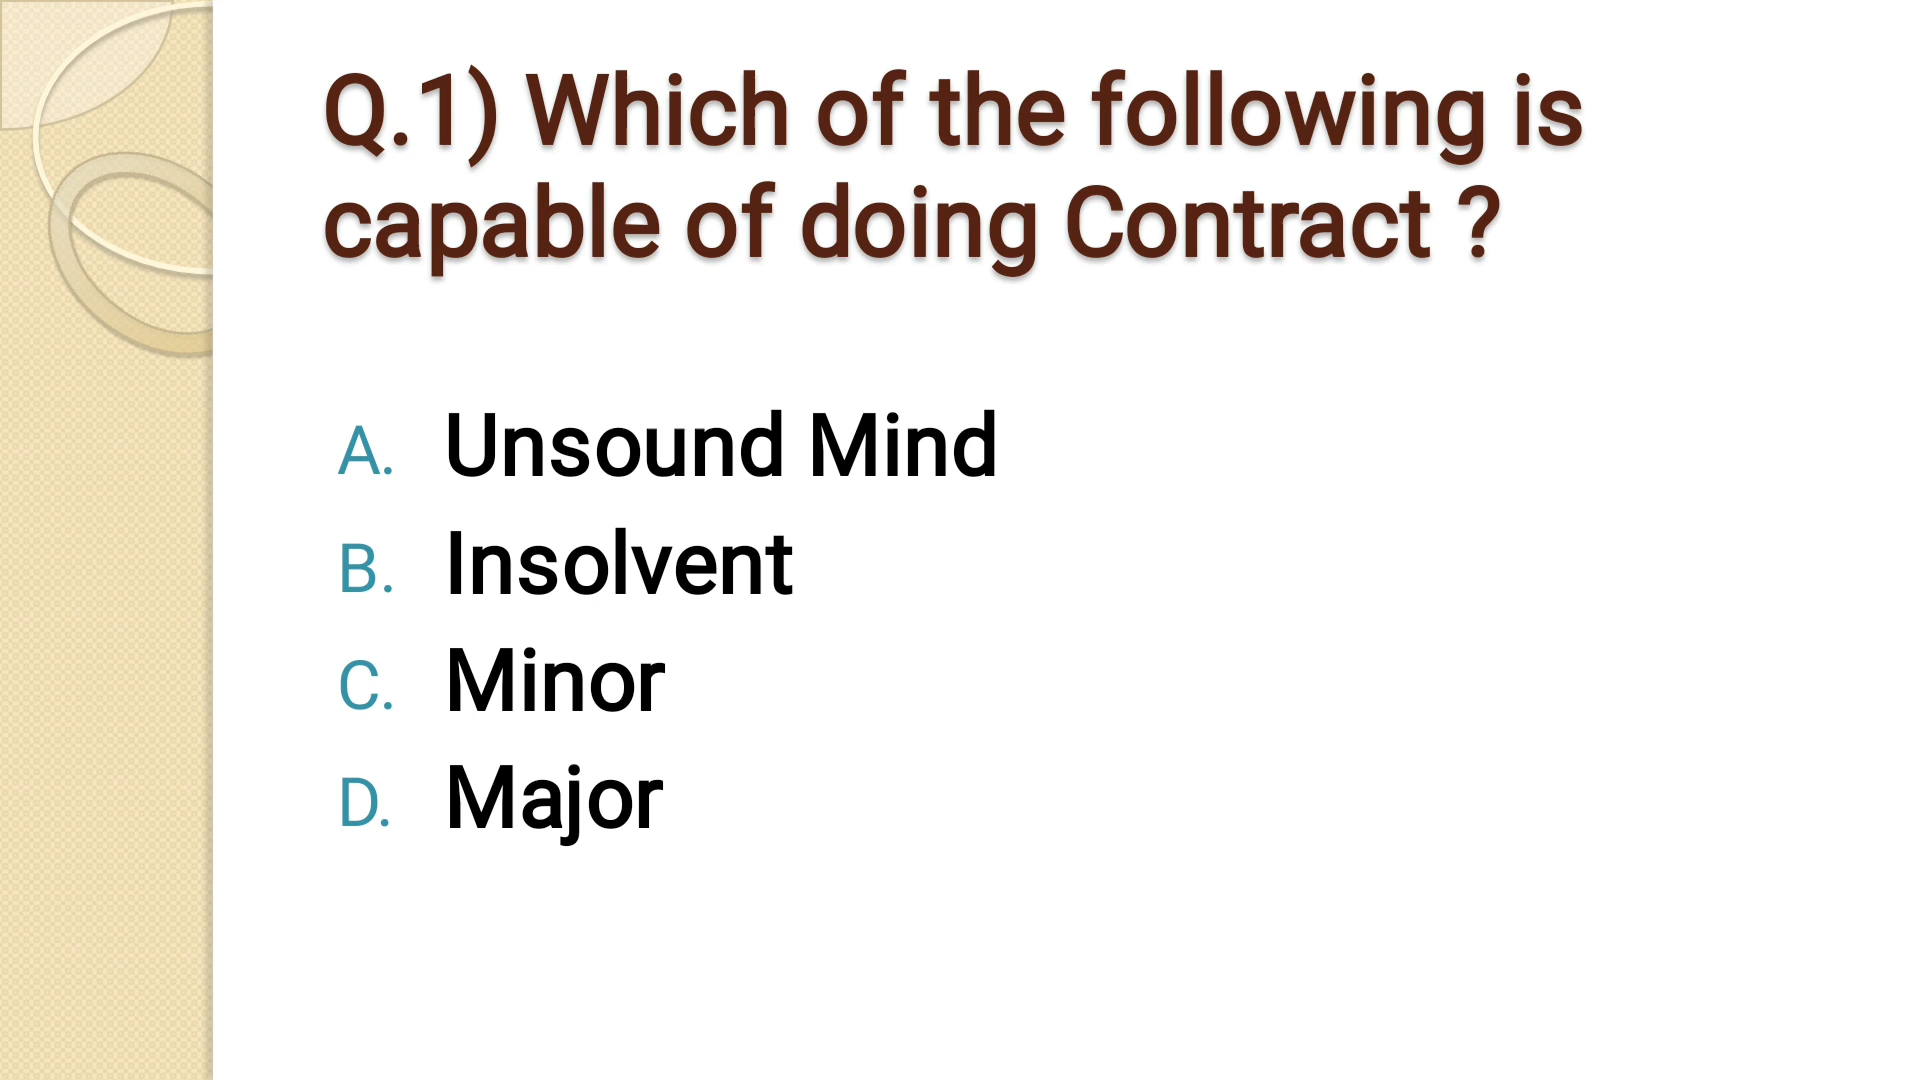 Q.1) Which of the following is
capable of doing Contract ?
A. Unsound Mind
B. Insolvent
C. Minor
D. Major